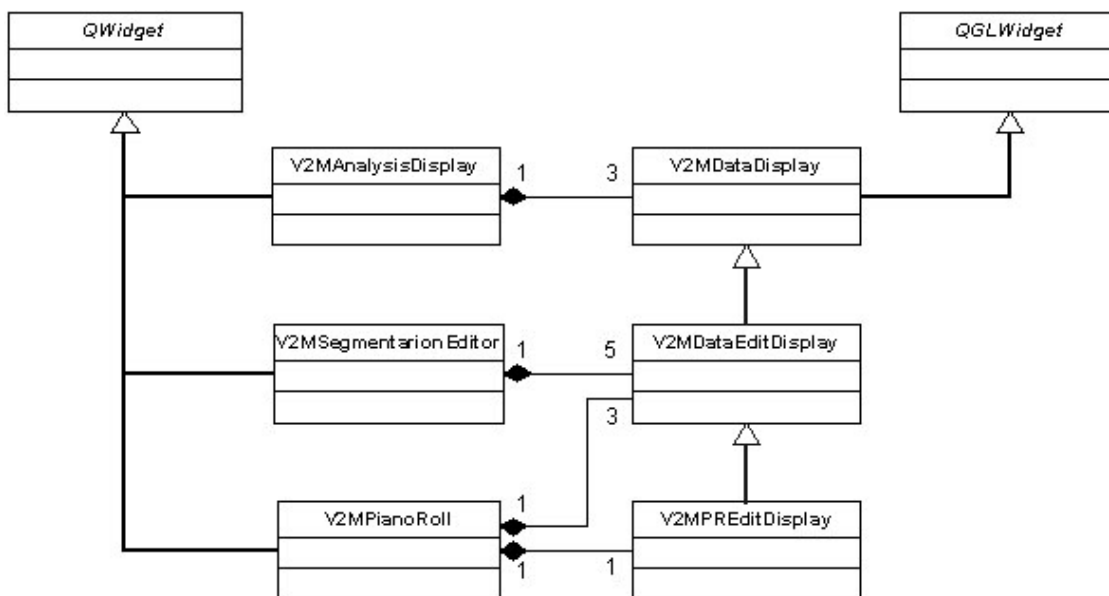 QWidget
QGLWidget
V2MAnalysisDisplay
1
3
V2MDataDisplay
V2MSegmentarionEditor
1
5
V2MDataEditDisplay
3
V2MPianoRoll
1
1
1
V2MPREditDisplay